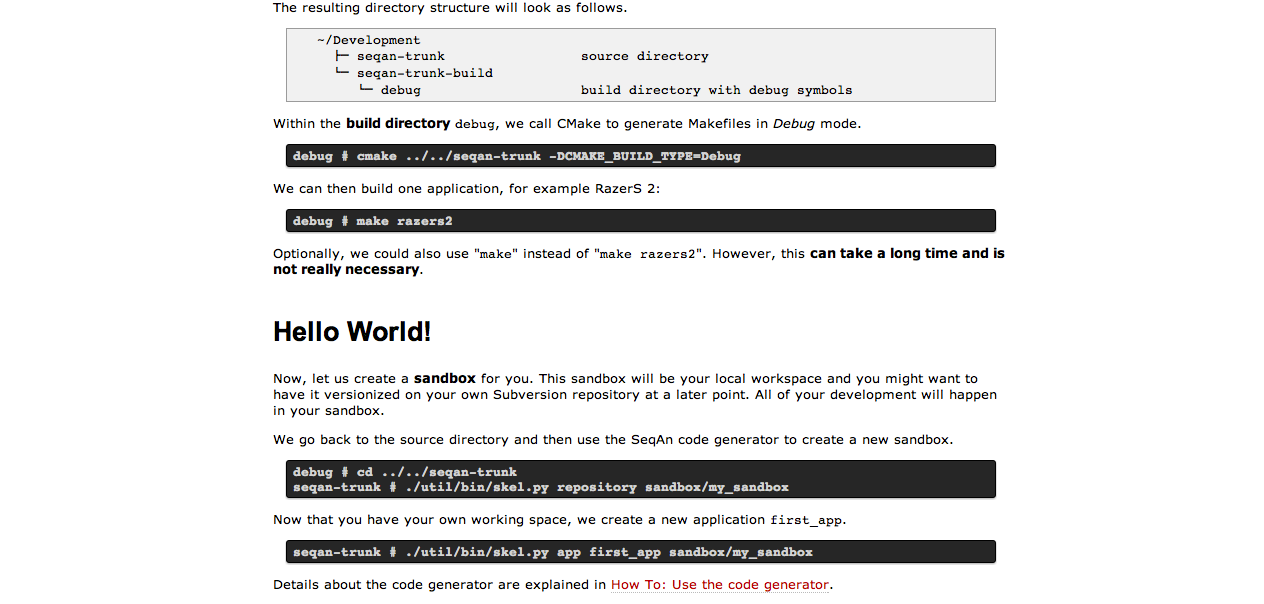 The resulting directory structure will look as follows.
~/Development
├─ seqan-trunk                 source directory
└─ seqan-trunk-build
└─ debug                    build directory with debug symbols
Within the build directory debug, we call CMake to generate Makefiles in Debug mode.
debug # cmake ../../seqan-trunk -DCMAKE_BUILD_TYPE=Debug
We can then build one application, for example RazerS 2:
debug # make razers2
Optionally, we could also use "make" instead of "make razers2". However, this can take a long time and is
not really necessary.
Hello World!
Now, let us create a sandbox for you. This sandbox will be your local workspace and you might want to
have it versionized on your own Subversion repository at a later point. All of your development will happen
in your sandbox.
We go back to the source directory and then use the SeqAn code generator to create a new sandbox.
debug # cd ../../seqan-trunk
seqan-trunk # ./util/bin/skel.py repository sandbox/my_sandbox
Now that you have your own working space, we create a new application first_app.
seqan-trunk # ./util/bin/skel.py app first_app sandbox/my_sandbox
Details about the code generator are explained in How To: Use the code generator.